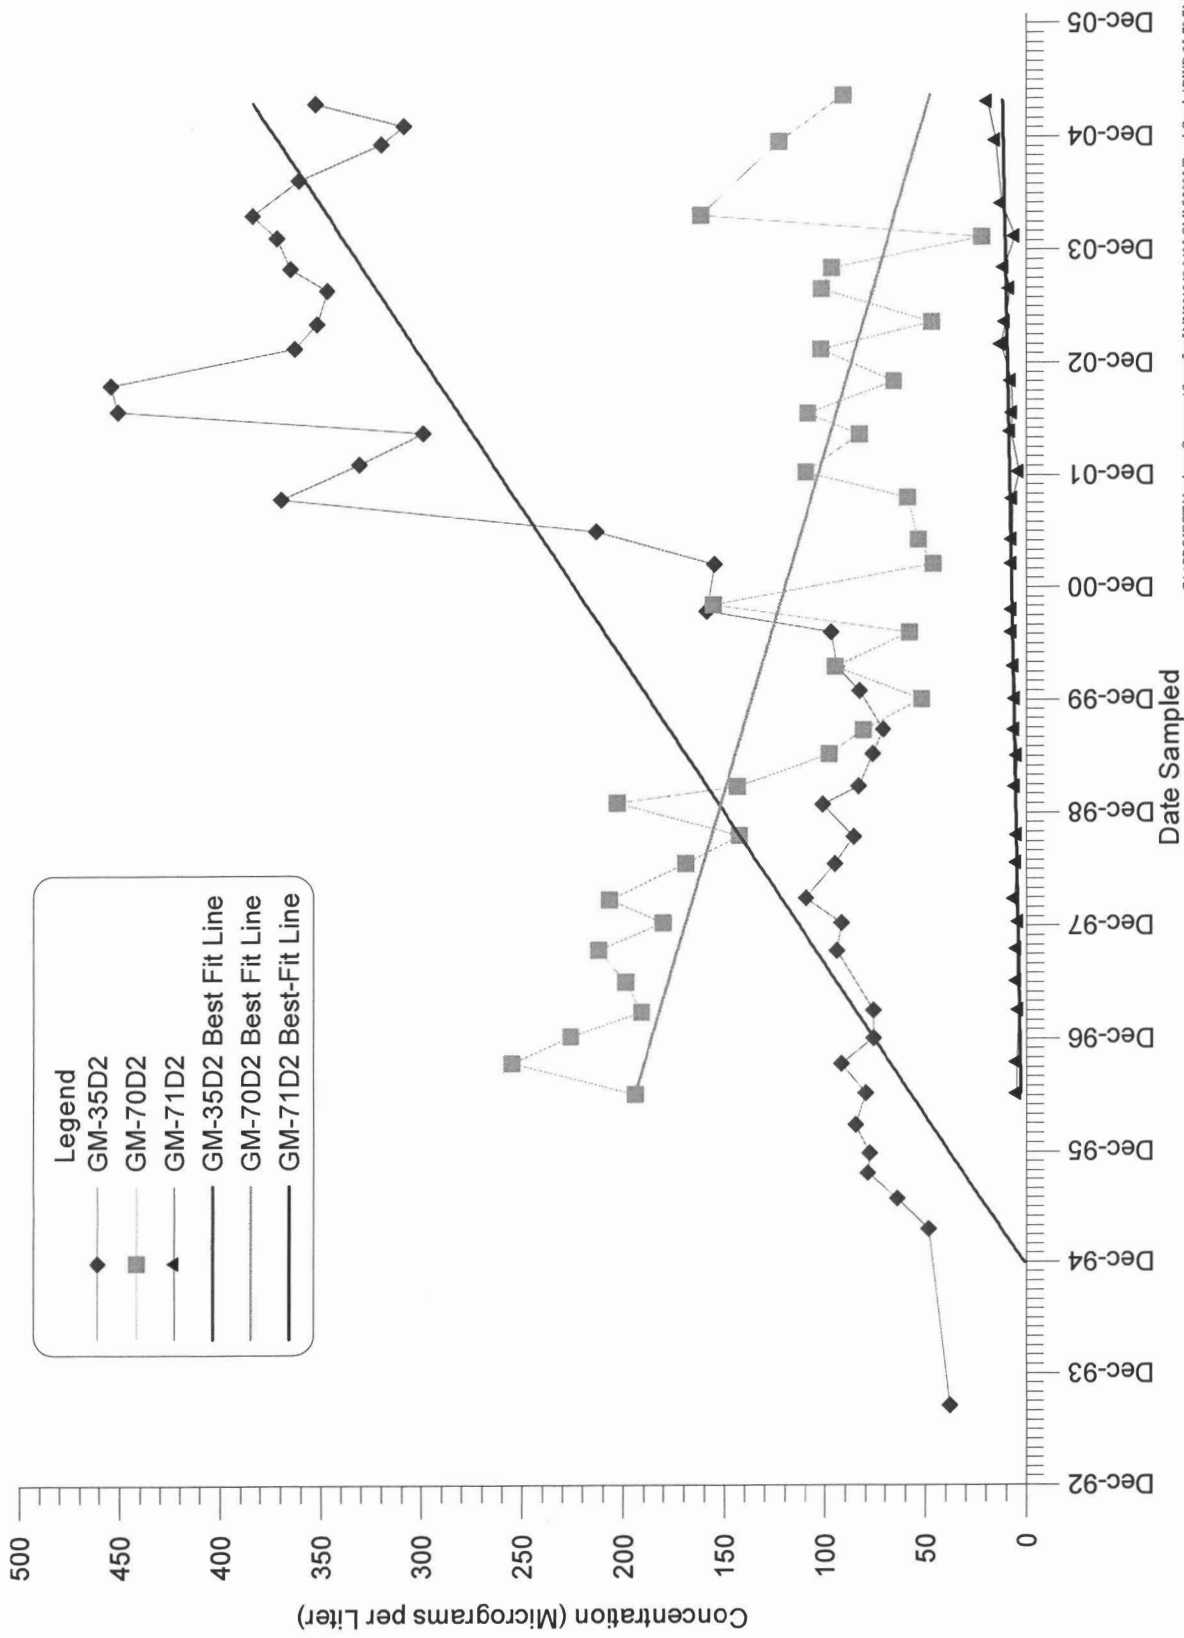 Legend
GM-35D2
GM-70D2
GM-71D2
GM-35D2 Best Fit Line
GM-70D2 Best Fit Line
GM-71D2 Best-Fit Line
500
450
400
350
300
250
200
150
100
50
0
Concentration (Micrograms per Liter)
Dec-92
Dec-93
Dec-94
Dec-95
Dec-96
Dec-97
Dec-98
Dec-99
Dec-00
Dec-01
Dec-02
Dec-03
Dec-04
Dec-05
Date Sampled